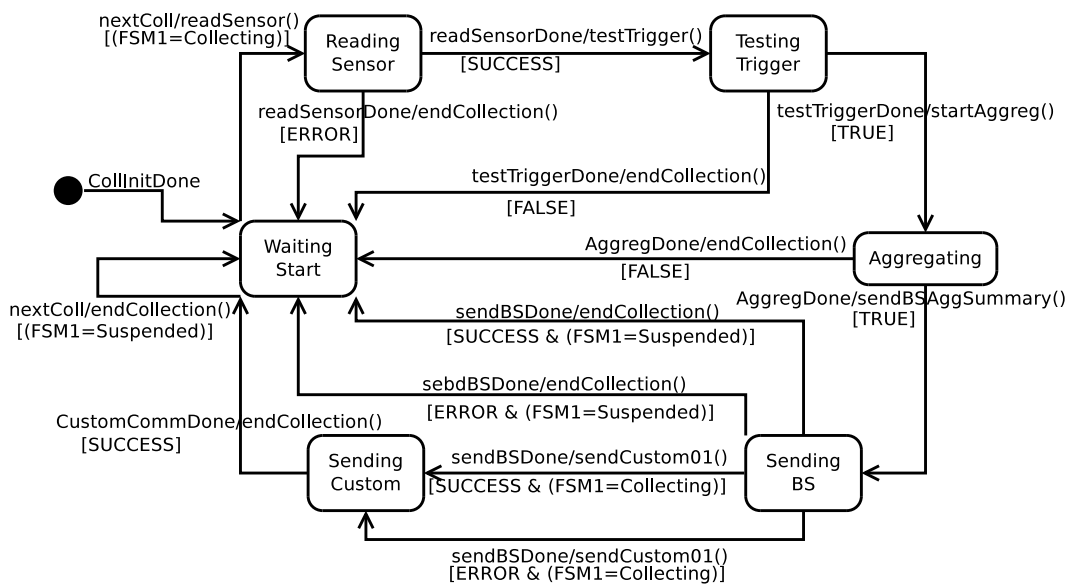 nextColl/readSensor()
[(FSM1=Collecting)]
Reading
Sensor
readSensorDone/testTrigger()
[SUCCESS]
Testing
Trigger
readSensorDone/endCollection()
[ERROR]
testTriggerDone/startAggreg()
[TRUE]
CollInitDone
testTriggerDone/endCollection()
[FALSE]
Waiting
Start
AggregDone/endCollection()
[FALSE]
Aggregating
nextColl/endCollection()
[(FSM1=Suspended)]
sendBSDone/endCollection()
[SUCCESS & (FSM1=Suspended)]
AggregDone/sendBSAggSummary()
[TRUE]
sebdBSDone/endCollection()
[ERROR & (FSM1=Suspended)]
CustomCommDone/endCollection()
[SUCCESS]
Sending
Custom
sendBSDone/sendCustom01()
[SUCCESS & (FSM1=Collecting)]
Sending
BS
sendBSDone/sendCustom01()
[ERROR & (FSM1=Collecting)]